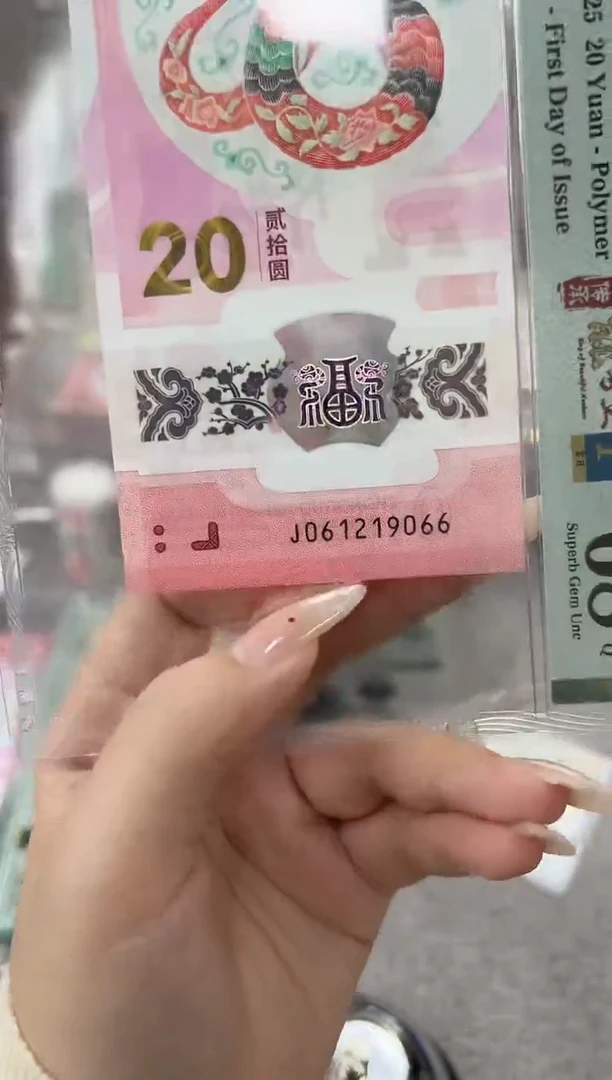 20
贰拾圆
福
J061219066
25 20 Yuan - Polymer
- First Day of Issue
Superb Gem Unc